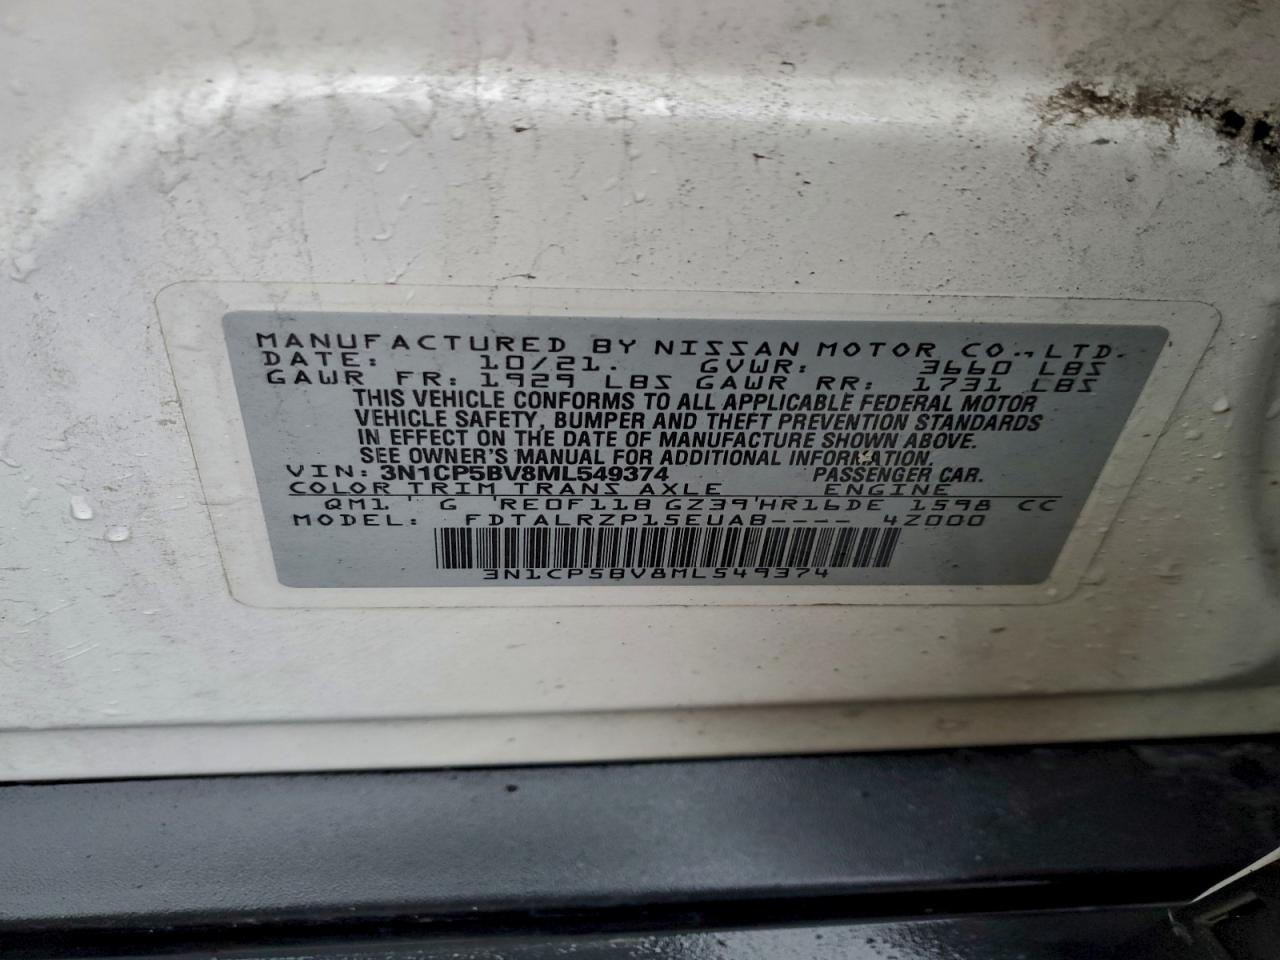 MANUFACTURED BY NISSAN MOTOR CO., LTD.
DATE: 10/21. GVWR: 3660 LBS
GAWR FR: 1929 LBS GAWR RR: 1731 LBS
THIS VEHICLE CONFORMS TO ALL APPLICABLE FEDERAL MOTOR
VEHICLE SAFETY, BUMPER AND THEFT PREVENTION STANDARDS
IN EFFECT ON THE DATE OF MANUFACTURE SHOWN ABOVE.
SEE OWNER'S MANUAL FOR ADDITIONAL INFORMATION.
VIN: 3N1CP5BV8ML549374 PASSENGER CAR.
COLOR TRIM TRANS AXLE ENGINE
QM1 G RE0F11B GZ39 HR16DE 1598 CC
MODEL: FDTALRZP15EUAB---- 4Z000
3N1CP5BV8ML549374